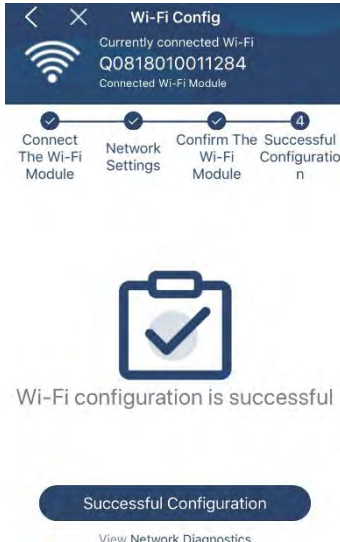 Wi-Fi Config
Currently connected Wi-Fi
Q0818010011284
Connected Wi-Fi Module
4
Connect
The Wi-Fi
Module
Network
Settings
Confirm The
Wi-Fi
Module
Successful
Configuratio
n
Wi-Fi configuration is successful
Successful Configuration
View Network Diagnostics